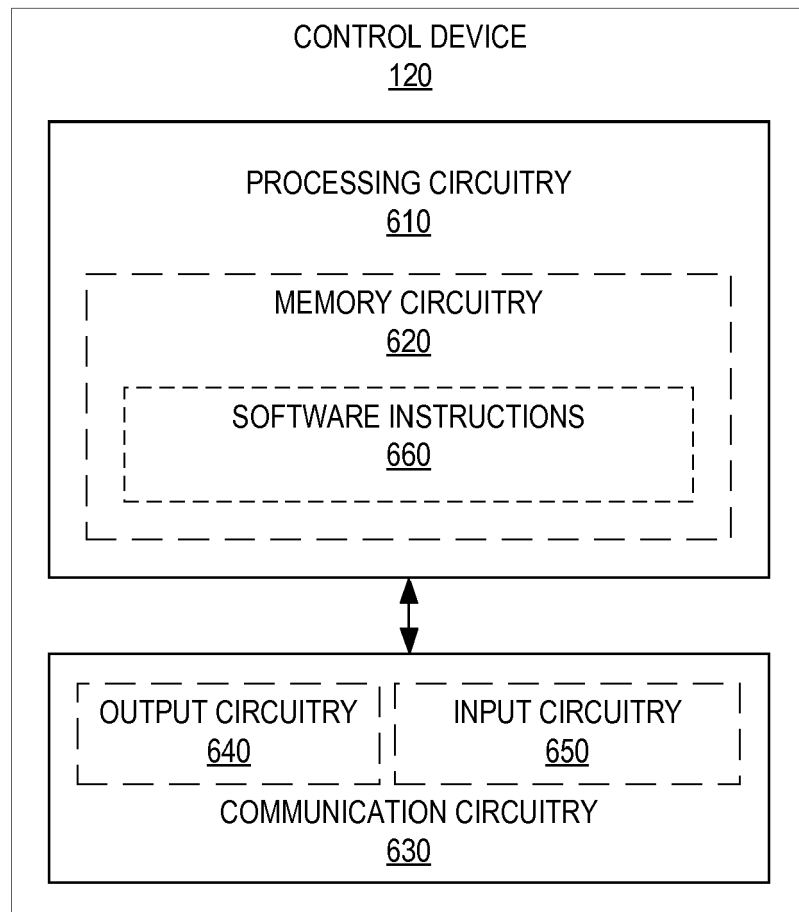 CONTROL DEVICE
120
PROCESSING CIRCUITRY
610
MEMORY CIRCUITRY
620
SOFTWARE INSTRUCTIONS
660
OUTPUT CIRCUITRY
640
INPUT CIRCUITRY
650
COMMUNICATION CIRCUITRY
630